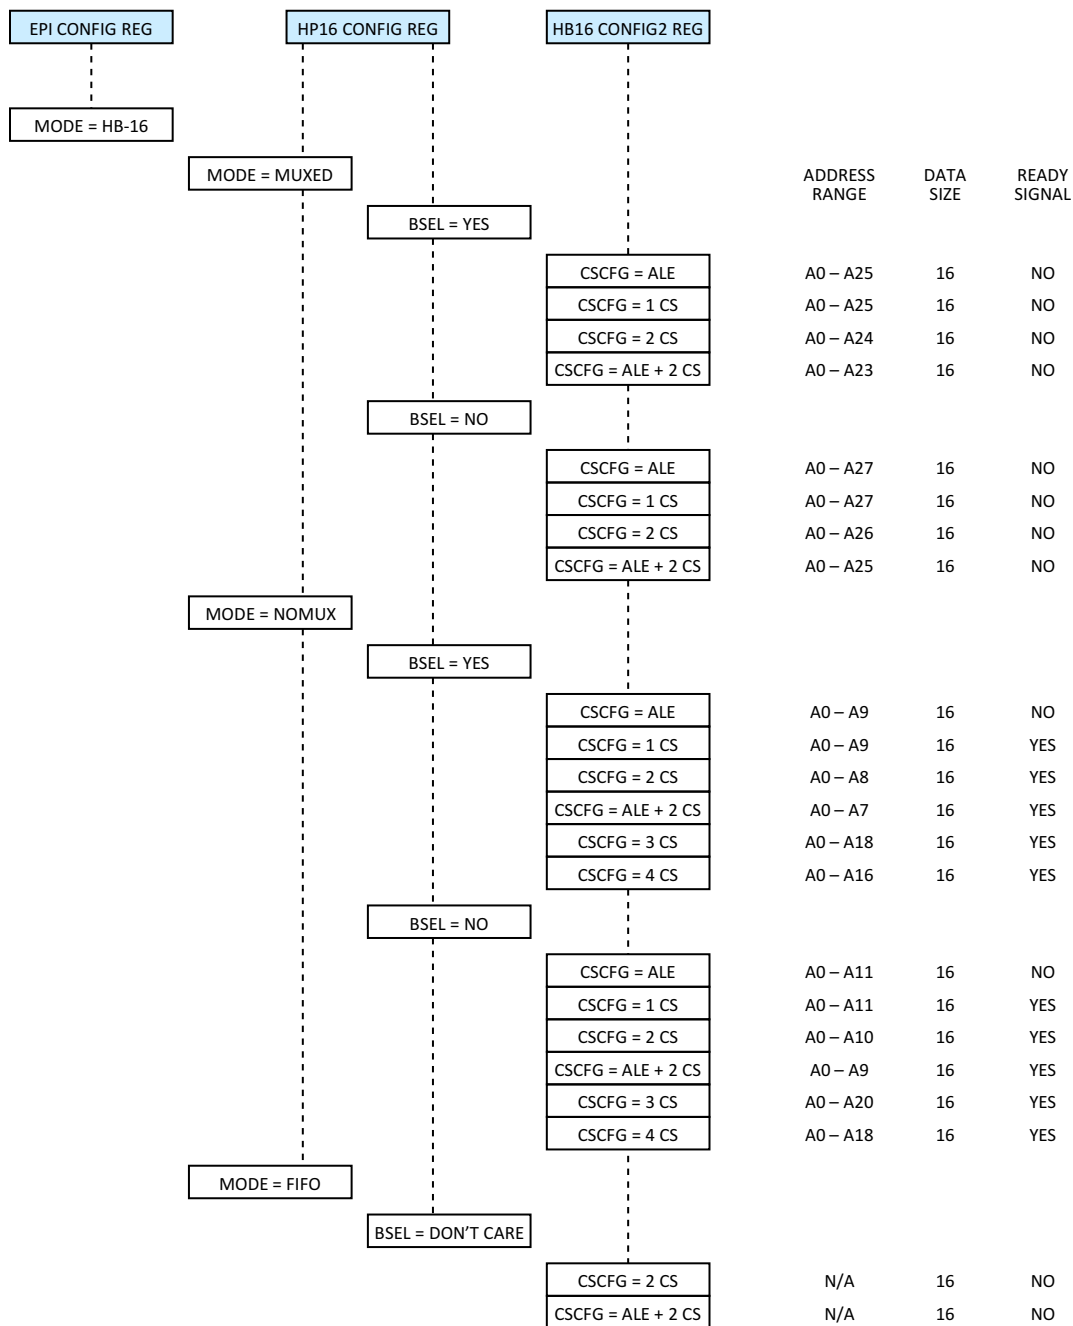 EPI CONFIG REG HP16 CONFIG REG HB16 CONFIG2 REG
MODE = HB-16
MODE = MUXED ADDRESS DATA READY
RANGE SIZE SIGNAL
BSEL = YES
CSCFG = ALE A0 – A25 16 NO
CSCFG = 1 CS A0 – A25 16 NO
CSCFG = 2 CS A0 – A24 16 NO
CSCFG = ALE + 2 CS A0 – A23 16 NO
BSEL = NO
CSCFG = ALE A0 – A27 16 NO
CSCFG = 1 CS A0 – A27 16 NO
CSCFG = 2 CS A0 – A26 16 NO
CSCFG = ALE + 2 CS A0 – A25 16 NO
MODE = NOMUX
BSEL = YES
CSCFG = ALE A0 – A9 16 NO
CSCFG = 1 CS A0 – A9 16 YES
CSCFG = 2 CS A0 – A8 16 YES
CSCFG = ALE + 2 CS A0 – A7 16 YES
CSCFG = 3 CS A0 – A18 16 YES
CSCFG = 4 CS A0 – A16 16 YES
BSEL = NO
CSCFG = ALE A0 – A11 16 NO
CSCFG = 1 CS A0 – A11 16 YES
CSCFG = 2 CS A0 – A10 16 YES
CSCFG = ALE + 2 CS A0 – A9 16 YES
CSCFG = 3 CS A0 – A20 16 YES
CSCFG = 4 CS A0 – A18 16 YES
MODE = FIFO
BSEL = DON’T CARE
CSCFG = 2 CS N/A 16 NO
CSCFG = ALE + 2 CS N/A 16 NO